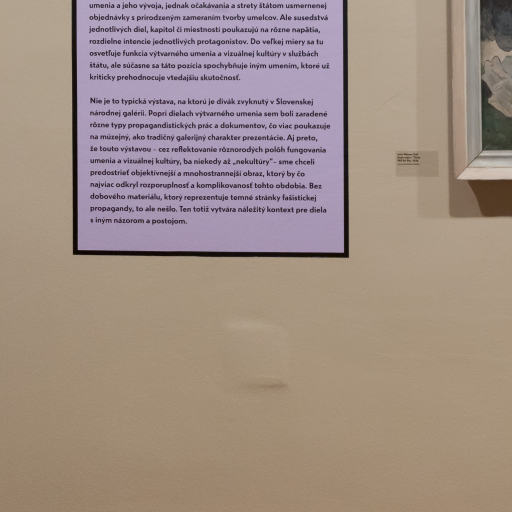 umenia a jeho vývoja, jednak očakávania a strety štátom usmernenej
objednávky s prirodzeným zameraním tvorby umelcov. Ale susedstvá
jednotlivých diel, kapitol či miestností poukazujú na rôzne napätia,
rozdielne intencie jednotlivých protagonistov. Do veľkej miery sa tu
osvetľuje funkcia výtvarného umenia a vizuálnej kultúry v službách
štátu, ale súčasne sa táto pozícia spochybňuje iným umením, ktoré už
kriticky prehodnocuje vtedajšiu skutočnosť.
Nie je to typická výstava, na ktorú je divák zvyknutý v Slovenskej
národnej galérii. Popri dielach výtvarného umenia sem boli zaradené
rôzne typy propagandistických prác a dokumentov, čo viac poukazuje
na múzejný, ako tradičný galerijný charakter prezentácie. Aj preto,
že touto výstavou – cez reflektovanie rôznorodých polôh fungovania
umenia a vizuálnej kultúry, ba niekedy až „nekultúry“ – sme chceli
predostrieť objektívnejší a mnohostrannejší obraz, ktorý by čo
najviac odkryl rozporuplnosť a komplikovanosť tohto obdobia. Bez
dobového materiálu, ktorý reprezentuje temné stránky fašistickej
propagandy, to ale nešlo. Ten totiž vytvára náležitý kontext pre diela
s iným názorom a postojom.